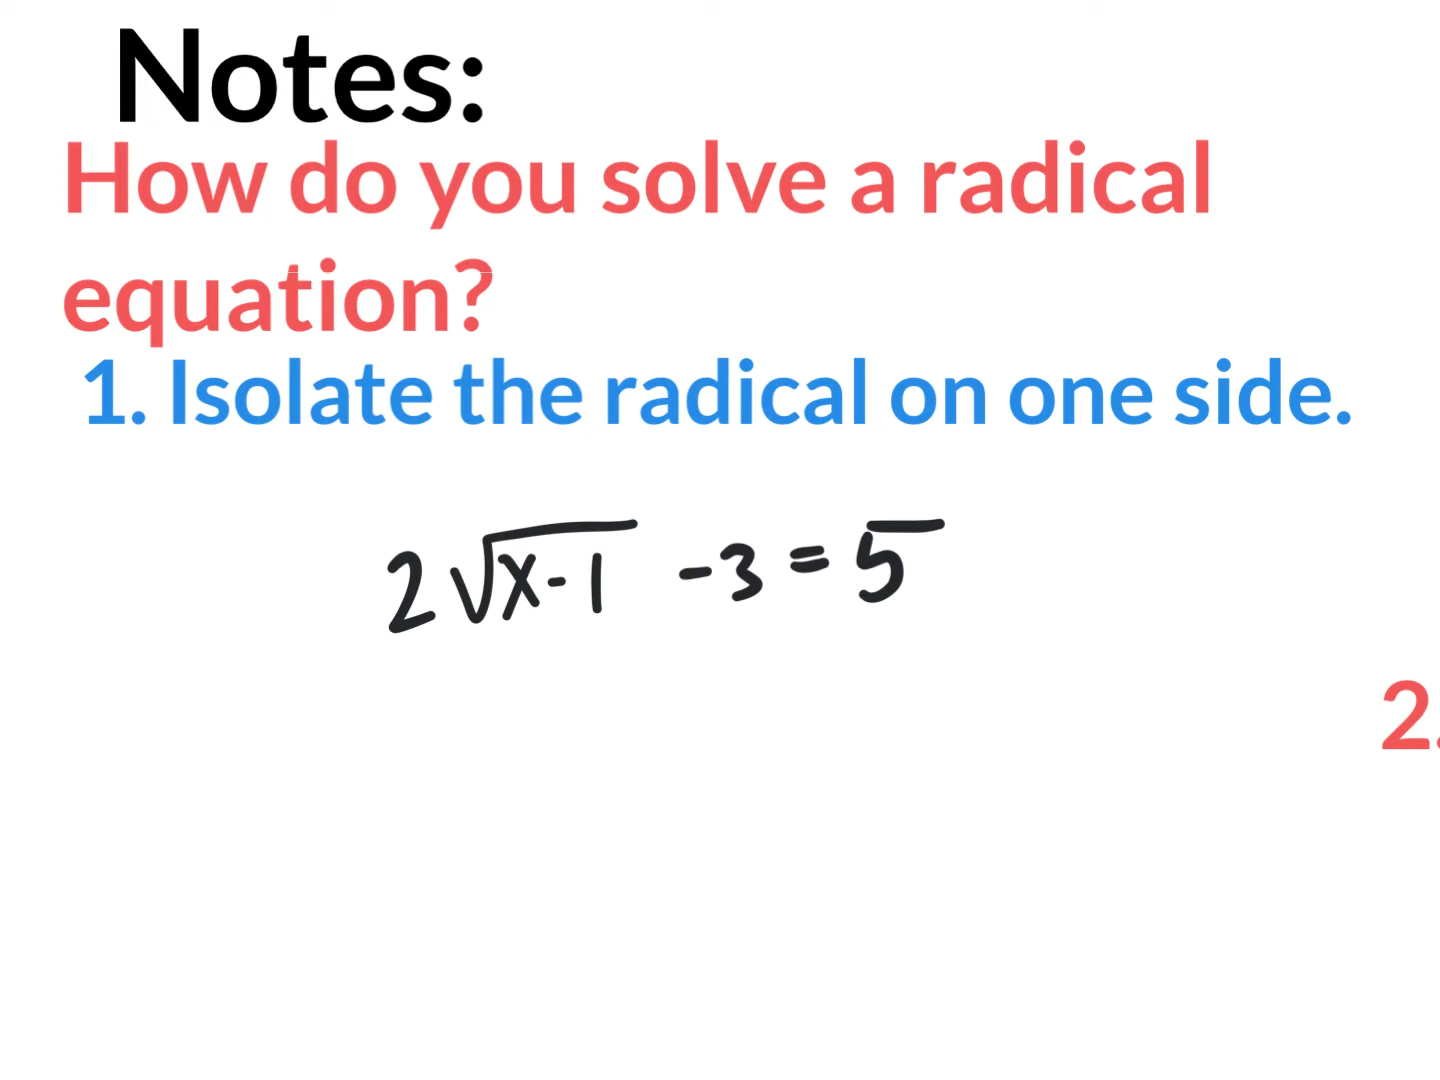 Notes:
How do you solve a radical
equation?
1. Isolate the radical on one side.
2√(x-1) -3 = 5
2.